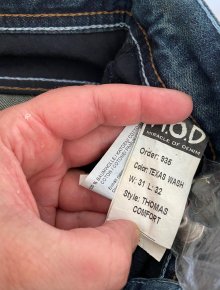 M.O.D
MIRACLE OF DENIM
Order: 935
Color: TEXAS WASH
W: 31 L: 32
Style: THOMAS
COMFORT